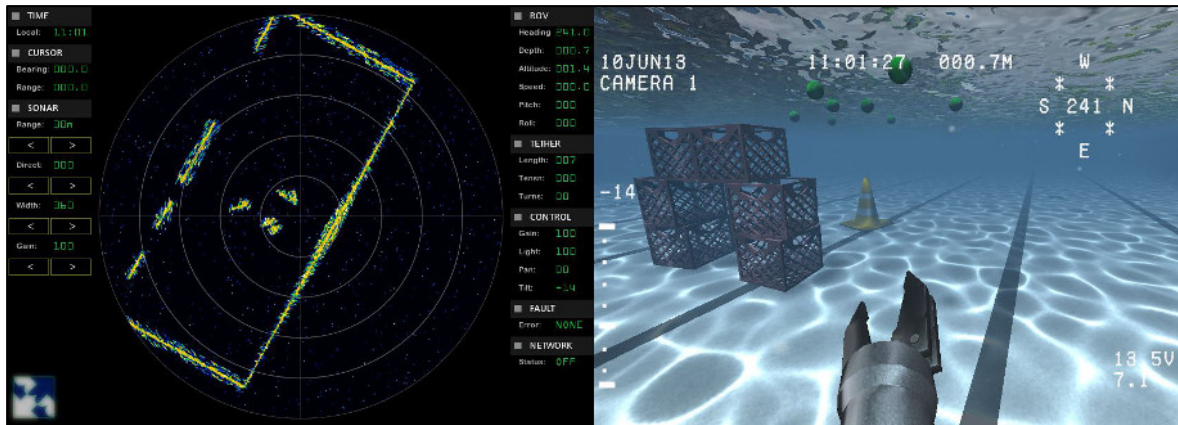 TIME
Local: 11:01
CURSOR
Bearing: 000.0
Range: 000.0
SONAR
Range:
< >
Direct: 000
< >
Width:
< >
Gain: 100
< >
ROV
Heading: 241.0
Depth: 000.7
Altitude: 001.4
Speed: 000.0
Pitch: 000
Roll: 000
TETHER
Length: 007
Tensn: 000
Turns: 00
CONTROL
Gain: 100
Light: 100
Pan: 00
Tilt: -14
FAULT
Error: NONE
NETWORK
Status: OFF
10JUN13 11:01:27 000.7M
CAMERA 1
W
S 241 N
E
-14
13.5V
7.1